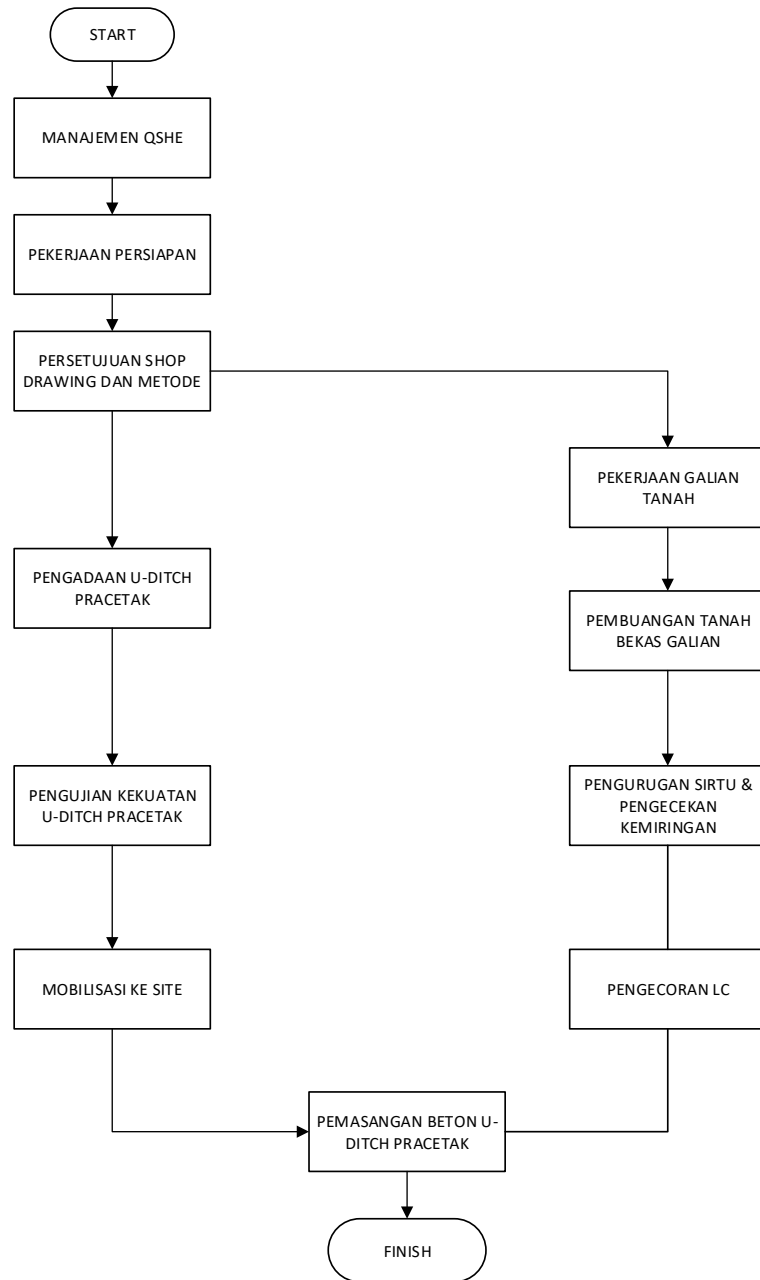 START
MANAJEMEN QSHE
PEKERJAAN PERSIAPAN
PERSETUJUAN SHOP
DRAWING DAN METODE
PENGADAAN U-DITCH
PRACETAK
PENGUJIAN KEKUATAN
U-DITCH PRACETAK
MOBILISASI KE SITE
PEKERJAAN GALIAN
TANAH
PEMBUANGAN TANAH
BEKAS GALIAN
PENGURUGAN SIRTU &
PENGECEKAN
KEMIRINGAN
PENGECORAN LC
PEMASANGAN BETON U-
DITCH PRACETAK
FINISH